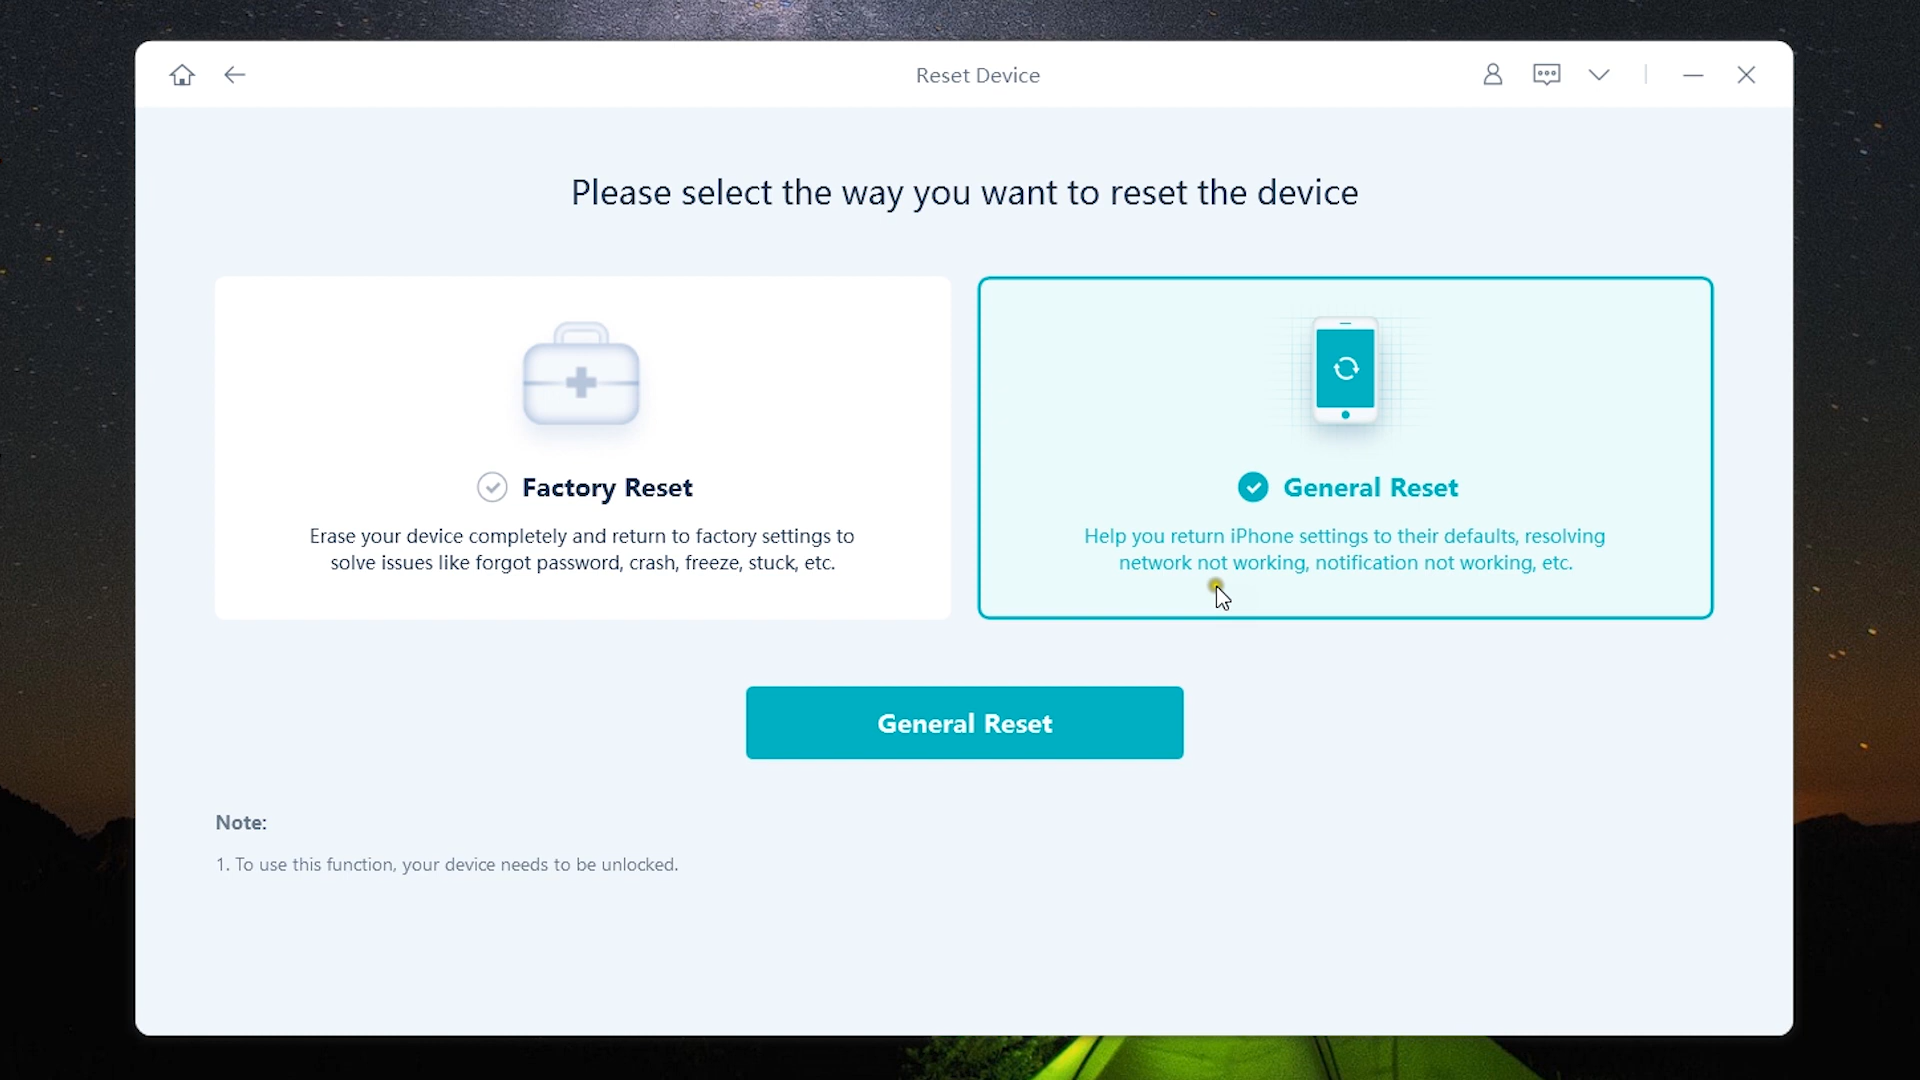 Reset Device
Please select the way you want to reset the device
Factory Reset
Erase your device completely and return to factory settings to
solve issues like forgot password, crash, freeze, stuck, etc.
General Reset
Help you return iPhone settings to their defaults, resolving
network not working, notification not working, etc.
General Reset
Note:
1. To use this function, your device needs to be unlocked.